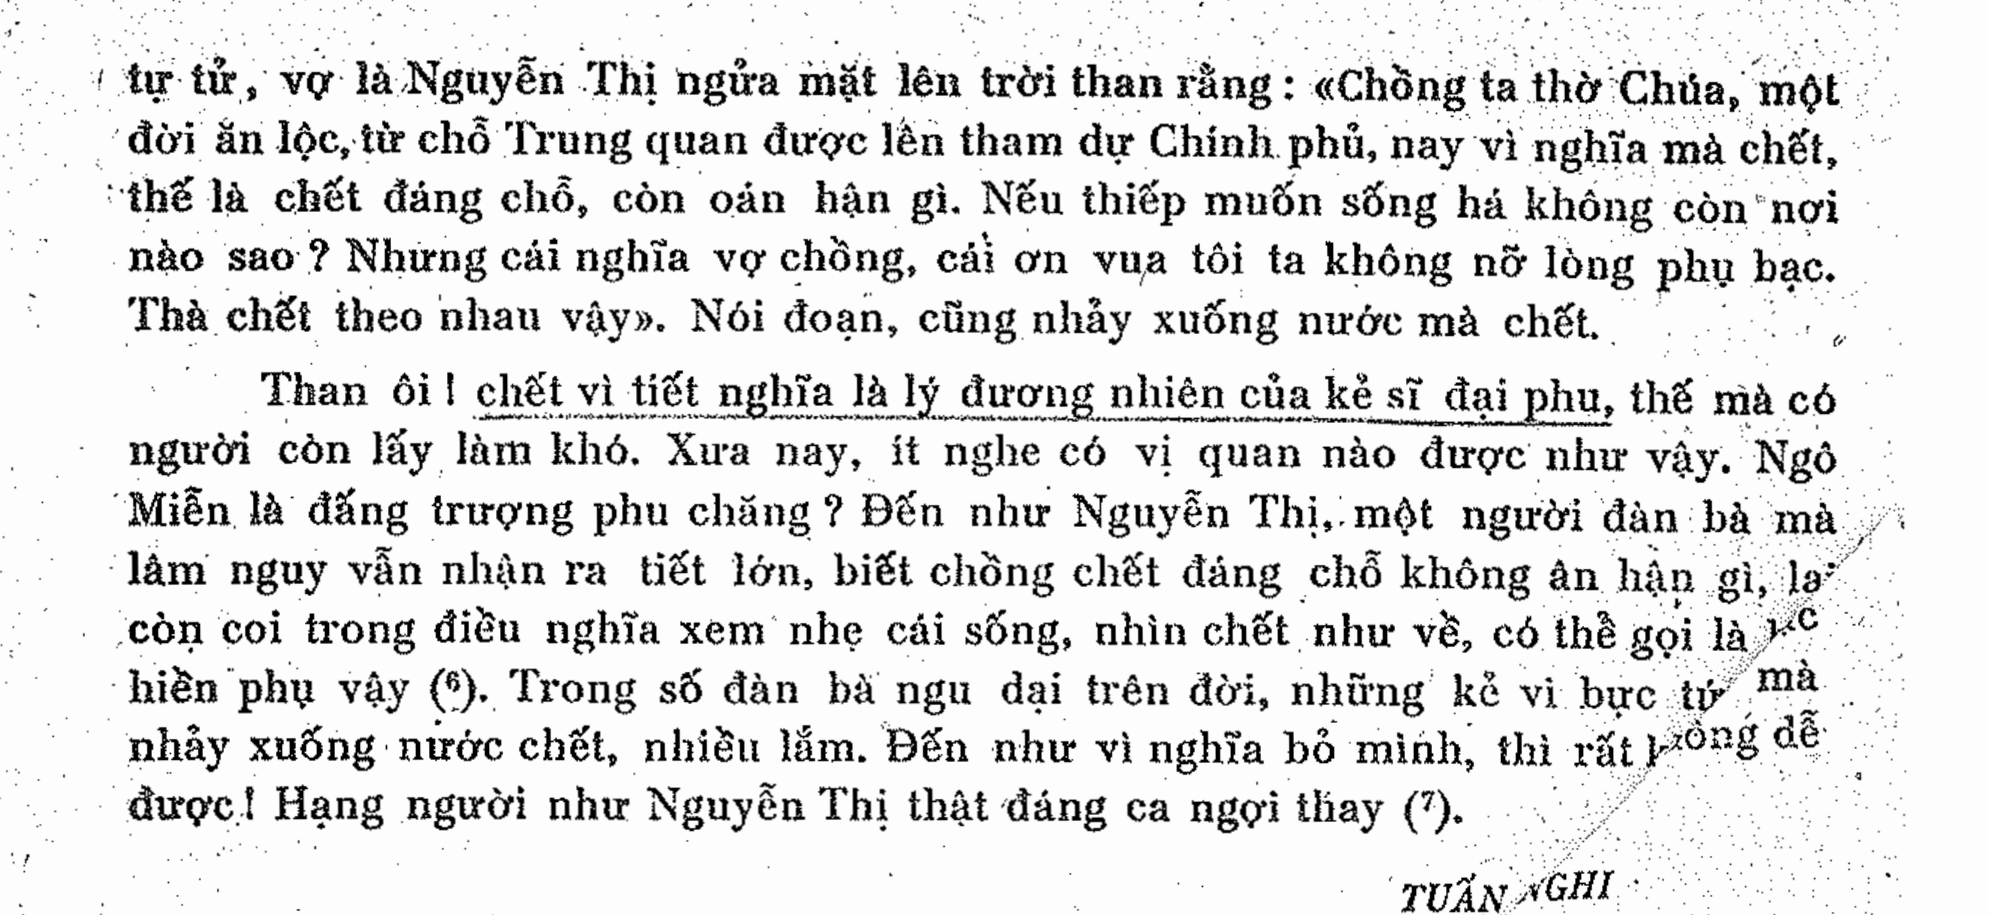 tự tử, vợ là Nguyễn Thị ngửa mặt lên trời than rằng : «Chồng ta thờ Chúa, một
đời ăn lộc, từ chỗ Trung quan được lên tham dự Chính phủ, nay vì nghĩa mà chết,
thế là chết đáng chỗ, còn oán hận gì. Nếu thiếp muốn sống há không còn nơi
nào sao ? Nhưng cái nghĩa vợ chồng, cái ơn vua tôi ta không nỡ lòng phụ bạc.
Thà chết theo nhau vậy». Nói đoạn, cũng nhảy xuống nước mà chết.
Than ôi ! chết vì tiết nghĩa là lý đương nhiên của kẻ sĩ đại phu, thế mà có
người còn lấy làm khó. Xưa nay, ít nghe có vị quan nào được như vậy. Ngô
Miễn là đấng trượng phu chăng ? Đến như Nguyễn Thị, một người đàn bà mà
lâm nguy vẫn nhận ra tiết lớn, biết chồng chết đáng chỗ không ân hận gì, lại
còn coi trong điều nghĩa xem nhẹ cái sống, nhìn chết như về, có thể gọi là
hiền phụ vậy (⁶). Trong số đàn bà ngu dại trên đời, những kẻ vì bực tứ mà
nhảy xuống nước chết, nhiều lắm. Đến như vì nghĩa bỏ mình, thì rất không dễ
được ! Hạng người như Nguyễn Thị thật đáng ca ngợi thay (⁷).
TUẤN NGHI